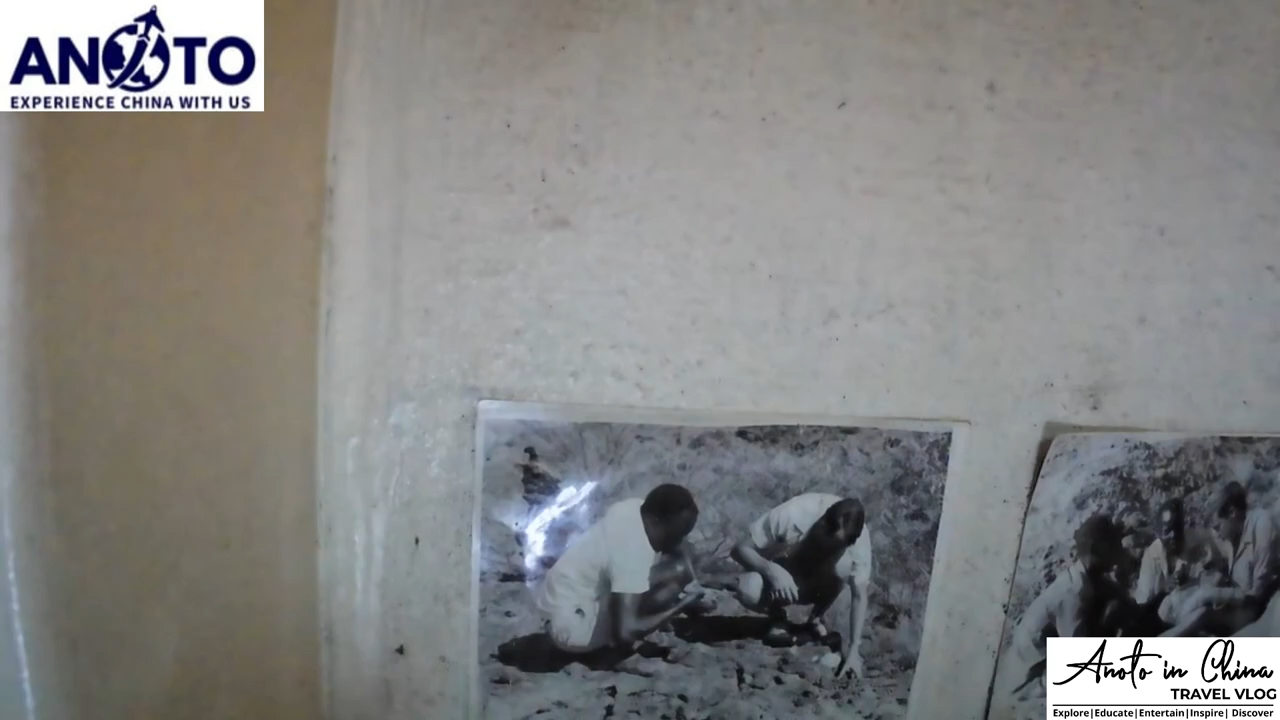 ANOTO
EXPERIENCE CHINA WITH US
Anoto in China
TRAVEL VLOG
Explore|Educate|Entertain|Inspire| Discover